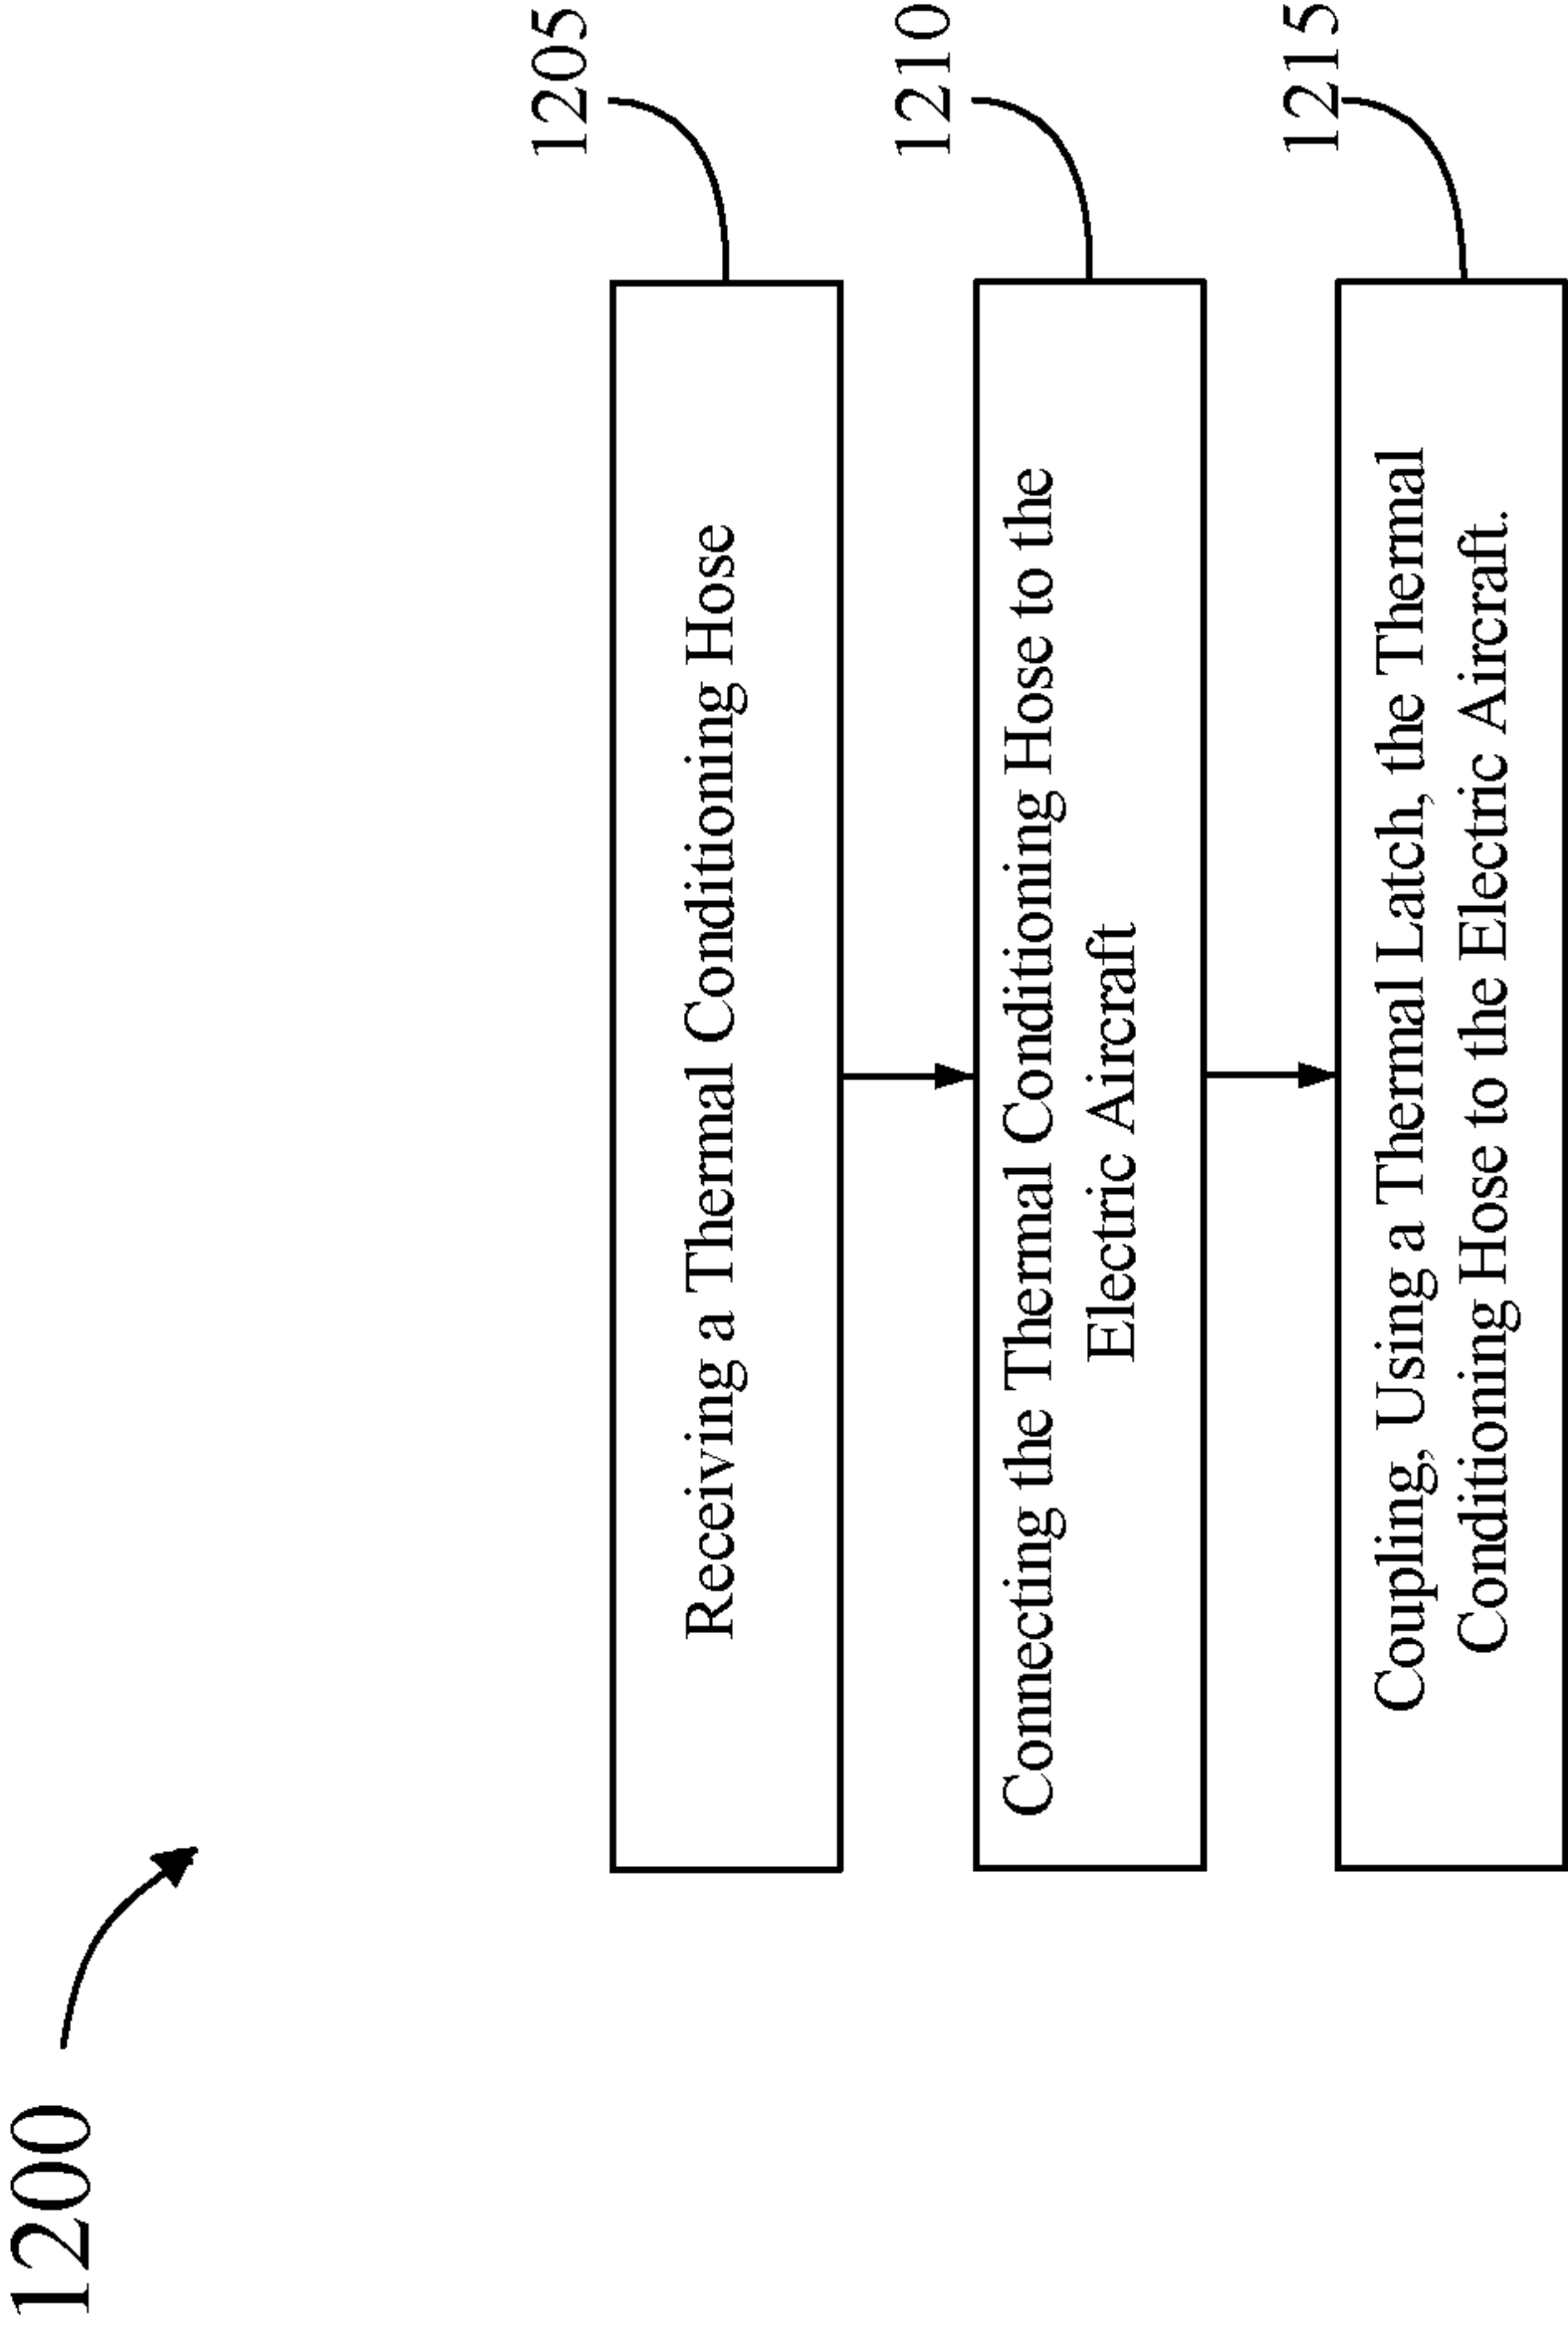 1200
1205
Receiving a Thermal Conditioning Hose
1210
Connecting the Thermal Conditioning Hose to the
Electric Aircraft
1215
Coupling, Using a Thermal Latch, the Thermal
Conditioning Hose to the Electric Aircraft.